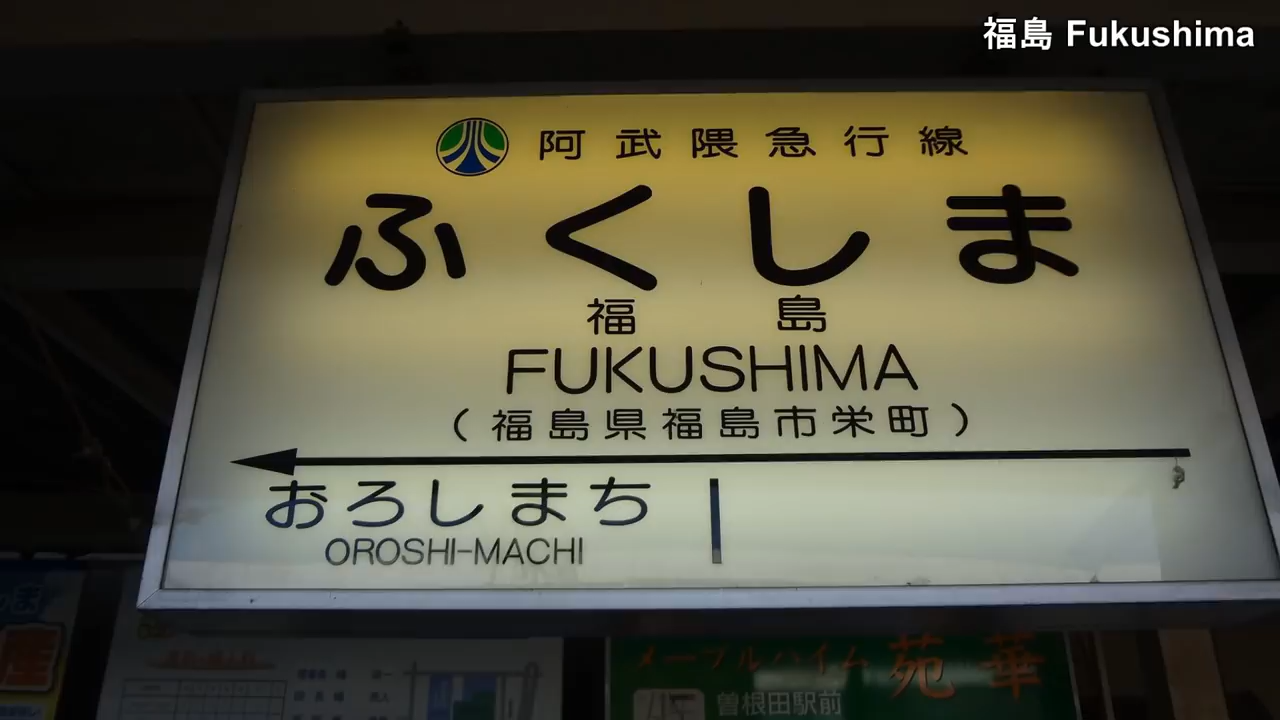 福島 Fukushima
阿武隈急行線
ふくしま
福島
FUKUSHIMA
(福島県福島市栄町)
おろしまち
OROSHI-MACHI
メープルハイム 苑華
曽根田駅前